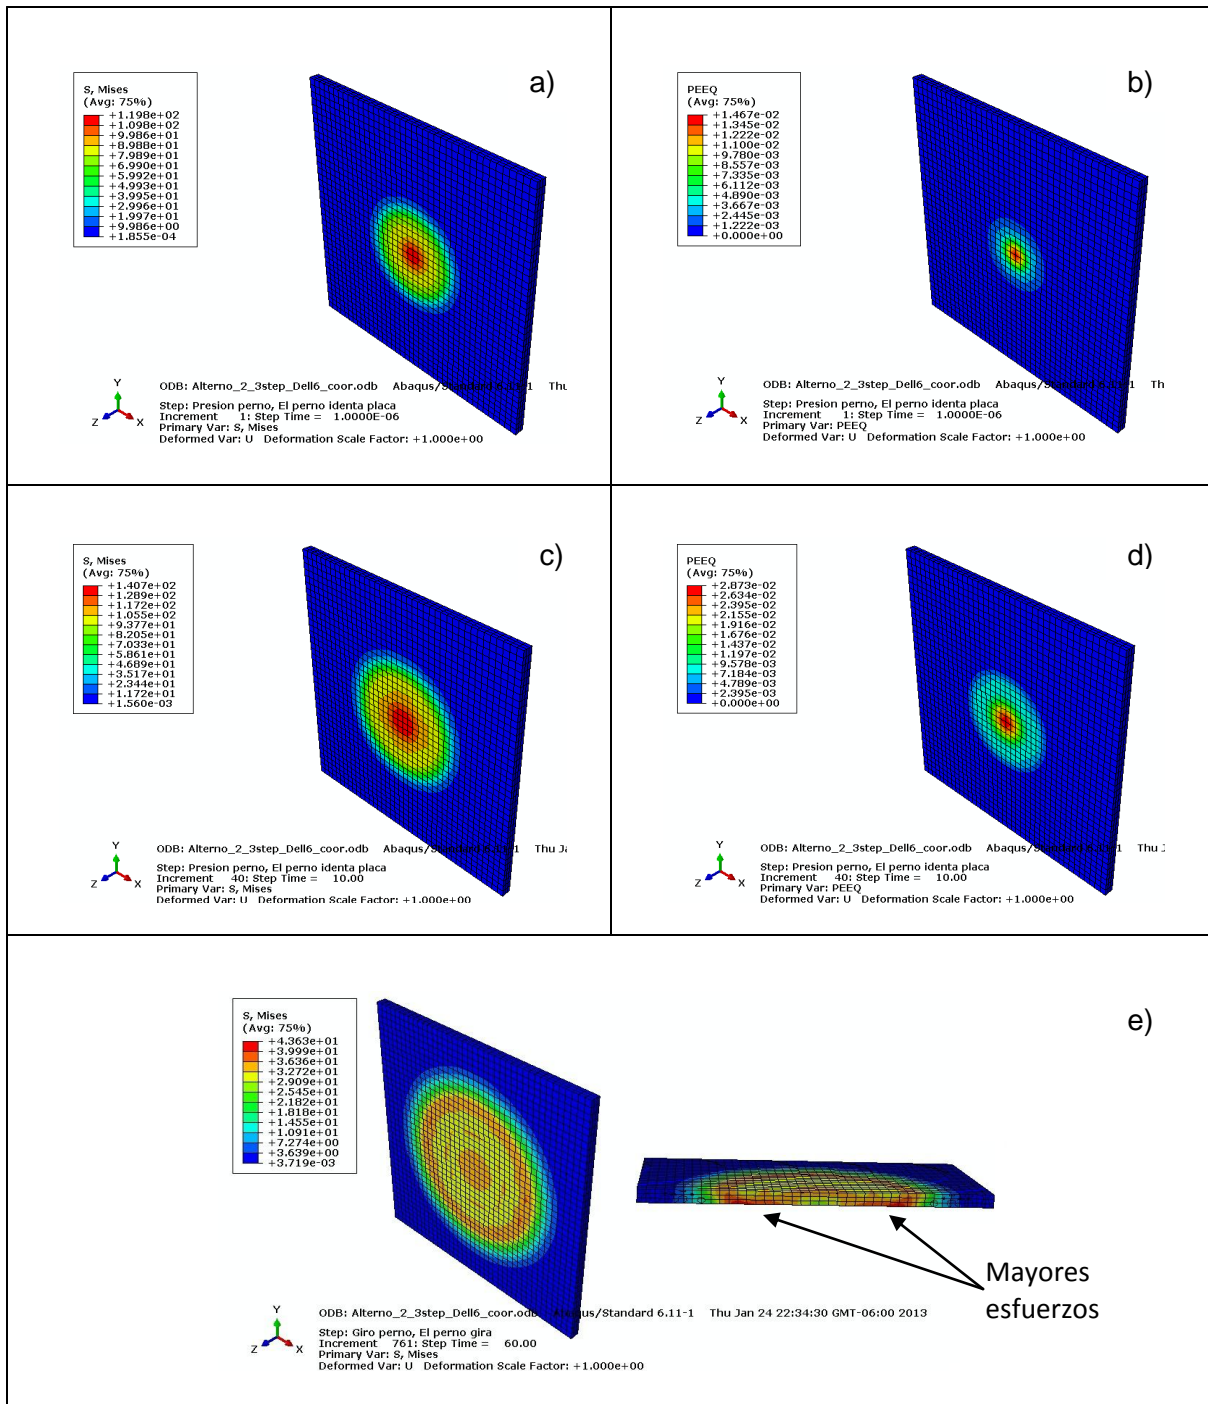 a)
S, Mises
(Avg: 75%)
+1.198e+02
+1.098e+02
+9.986e+01
+8.988e+01
+7.989e+01
+6.990e+01
+5.992e+01
+4.993e+01
+3.995e+01
+2.996e+01
+1.997e+01
+9.986e+00
+1.855e-04
Y
Z X
ODB: Alterno_2_3step_Dell6_coor.odb Thu
Step: Presion perno, El perno identa placa
Increment 1: Step Time = 1.0000E-06
Primary Var: S, Mises
Deformed Var: U Deformation Scale Factor: +1.000e+00
b)
PEEQ
(Avg: 75%)
+1.467e-02
+1.345e-02
+1.222e-02
+1.100e-02
+9.780e-03
+8.557e-03
+7.335e-03
+6.112e-03
+4.890e-03
+3.667e-03
+2.445e-03
+1.222e-03
+0.000e+00
Y
Z X
ODB: Alterno_2_3step_Dell6_coor.odb Th
Step: Presion perno, El perno identa placa
Increment 1: Step Time = 1.0000E-06
Primary Var: PEEQ
Deformed Var: U Deformation Scale Factor: +1.000e+00
c)
S, Mises
(Avg: 75%)
+1.407e+02
+1.289e+02
+1.172e+02
+1.055e+02
+9.377e+01
+8.205e+01
+7.033e+01
+5.861e+01
+4.689e+01
+3.517e+01
+2.344e+01
+1.172e+01
+1.560e-03
Y
Z X
ODB: Alterno_2_3step_Dell6_coor.odb Thu
Step: Presion perno, El perno identa placa
Increment 40: Step Time = 10.00
Primary Var: S, Mises
Deformed Var: U Deformation Scale Factor: +1.000e+00
d)
PEEQ
(Avg: 75%)
+2.873e-02
+2.634e-02
+2.395e-02
+2.155e-02
+1.916e-02
+1.676e-02
+1.437e-02
+1.197e-02
+9.578e-03
+7.184e-03
+4.789e-03
+2.395e-03
+0.000e+00
Y
Z X
ODB: Alterno_2_3step_Dell6_coor.odb Thu
Step: Presion perno, El perno identa placa
Increment 40: Step Time = 10.00
Primary Var: PEEQ
Deformed Var: U Deformation Scale Factor: +1.000e+00
e)
S, Mises
(Avg: 75%)
+4.363e+01
+3.999e+01
+3.636e+01
+3.272e+01
+2.909e+01
+2.545e+01
+2.182e+01
+1.818e+01
+1.455e+01
+1.091e+01
+7.274e+00
+3.639e+00
+3.719e-03
Mayores
esfuerzos
Y
Z X
ODB: Alterno_2_3step_Dell6_coor.odb Abaqus/Standard 6.11-1 Thu Jan 24 22:34:30 GMT-06:00 2013
Step: Giro perno, El perno gira
Increment 761: Step Time = 60.00
Primary Var: S, Mises
Deformed Var: U Deformation Scale Factor: +1.000e+00